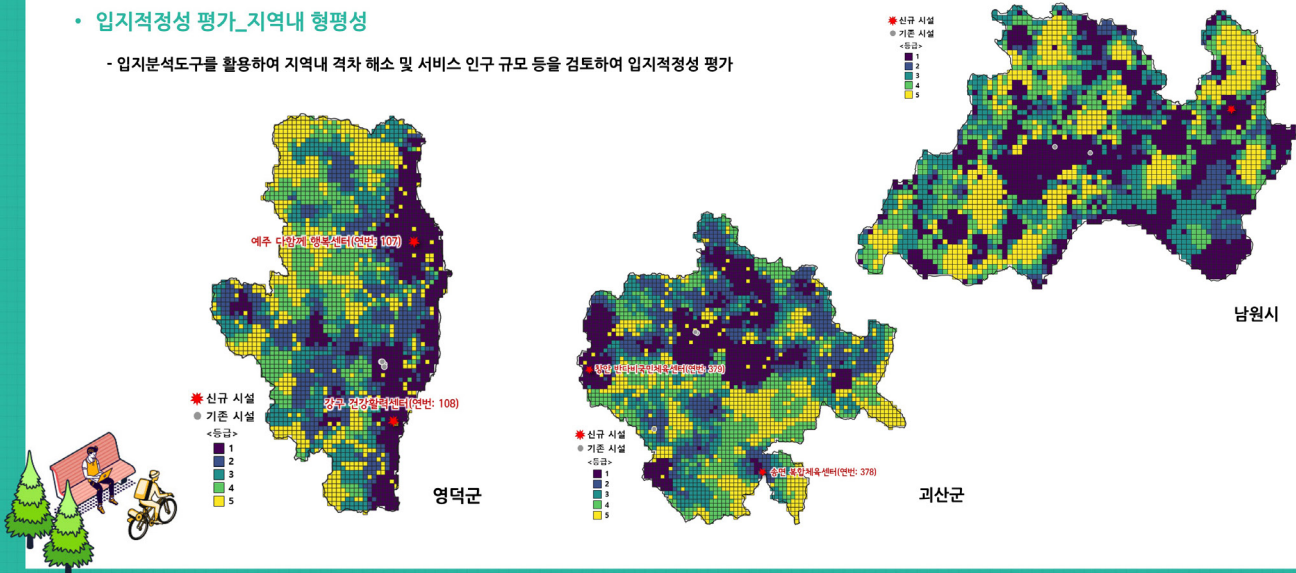 • 입지적정성 평가_지역내 형평성
- 입지분석도구를 활용하여 지역내 격차 해소 및 서비스 인구 규모 등을 검토하여 입지적정성 평가
예주 다함께 행복센터(연번: 107)
강구 건강활력센터(연번: 108)
신규 시설
기존 시설
<등급>
1
2
3
4
5
영덕군
반다비국민체육센터(연번: 379)
송면 복합체육센터(연번: 378)
신규 시설
기존 시설
<등급>
1
2
3
4
5
괴산군
신규 시설
기존 시설
<등급>
1
2
3
4
5
남원시